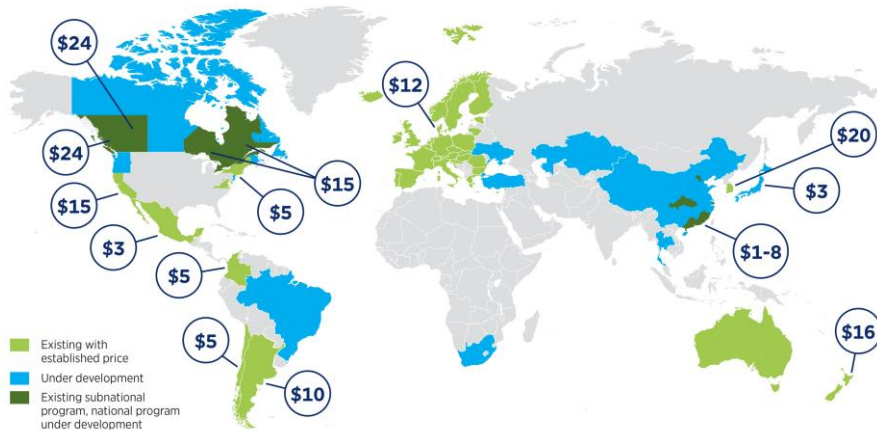 $24
$12
$24
$20
$15
$15
$3
$5
$3
$1-8
$5
$5
$16
$10
Existing with
established price
Under development
Existing subnational
program, national program
under development